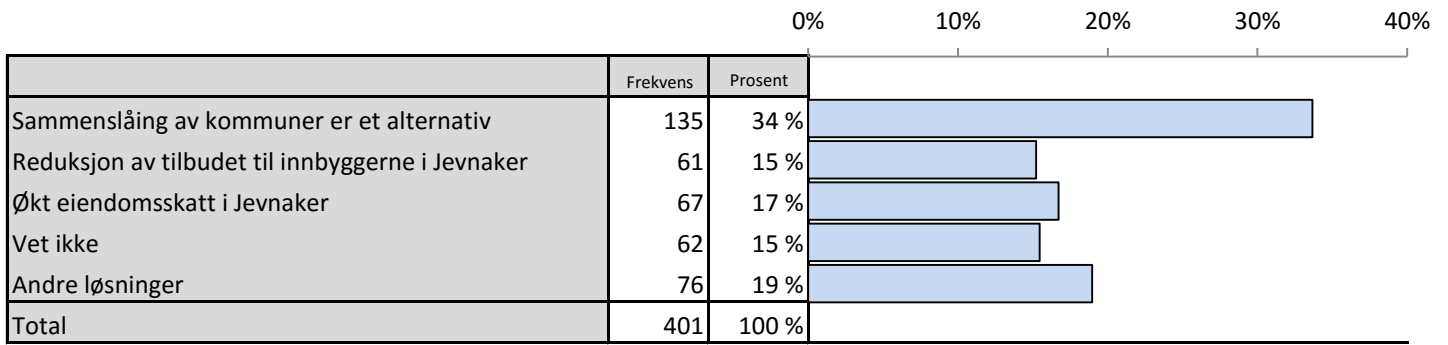 0% 10% 20% 30% 40%
Frekvens Prosent
Sammenslåing av kommuner er et alternativ 135 34 %
Reduksjon av tilbudet til innbyggerne i Jevnaker 61 15 %
Økt eiendomsskatt i Jevnaker 67 17 %
Vet ikke 62 15 %
Andre løsninger 76 19 %
Total 401 100 %